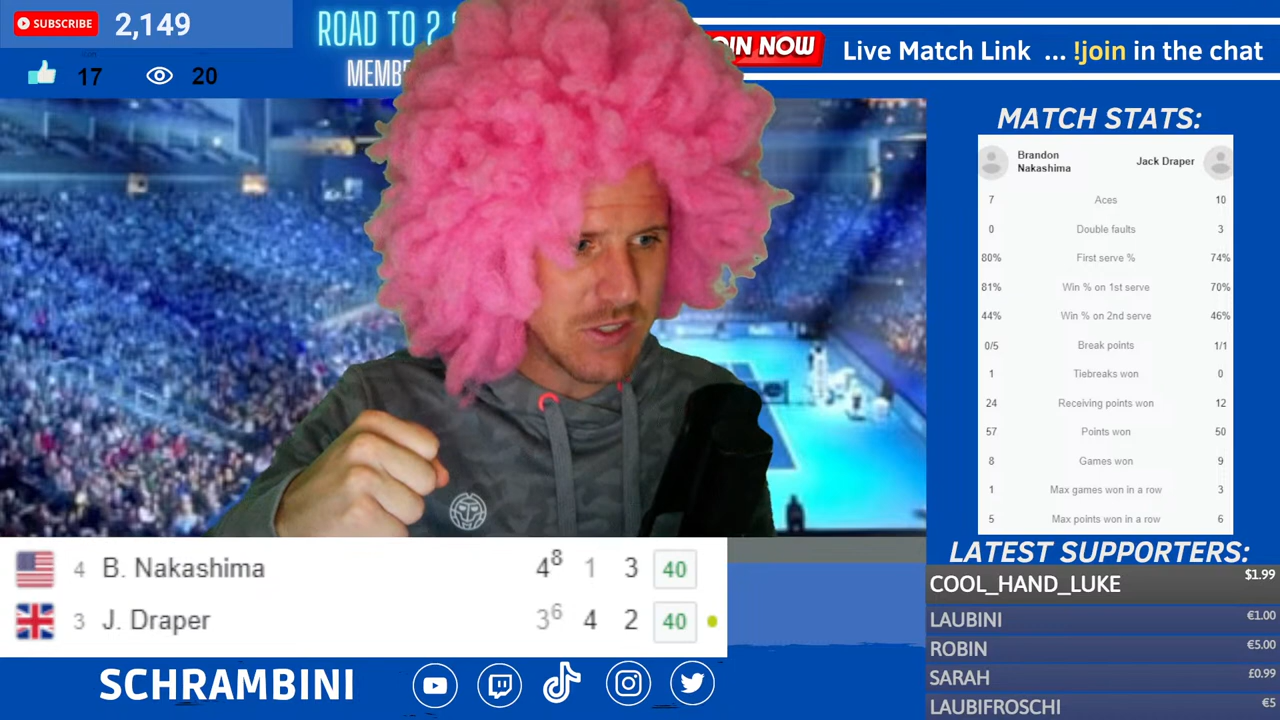 SUBSCRIBE 2,149
17 20
ROAD TO 2
JOIN NOW
Live Match Link ... !join in the chat
MATCH STATS:
Brandon Nakashima Jack Draper
7 Aces 10
0 Double faults 3
80% First serve % 74%
81% Win % on 1st serve 70%
44% Win % on 2nd serve 46%
0/5 Break points 1/1
1 Tiebreaks won 0
24 Receiving points won 12
57 Points won 50
8 Games won 9
1 Max games won in a row 3
5 Max points won in a row 6
4 B. Nakashima 4⁸ 1 3 40
3 J. Draper 3⁶ 4 2 40
LATEST SUPPORTERS:
COOL_HAND_LUKE $1.99
LAUBINI €1.00
ROBIN €5.00
SARAH £0.99
LAUBIFROSCHI €5
SCHRAMBINI